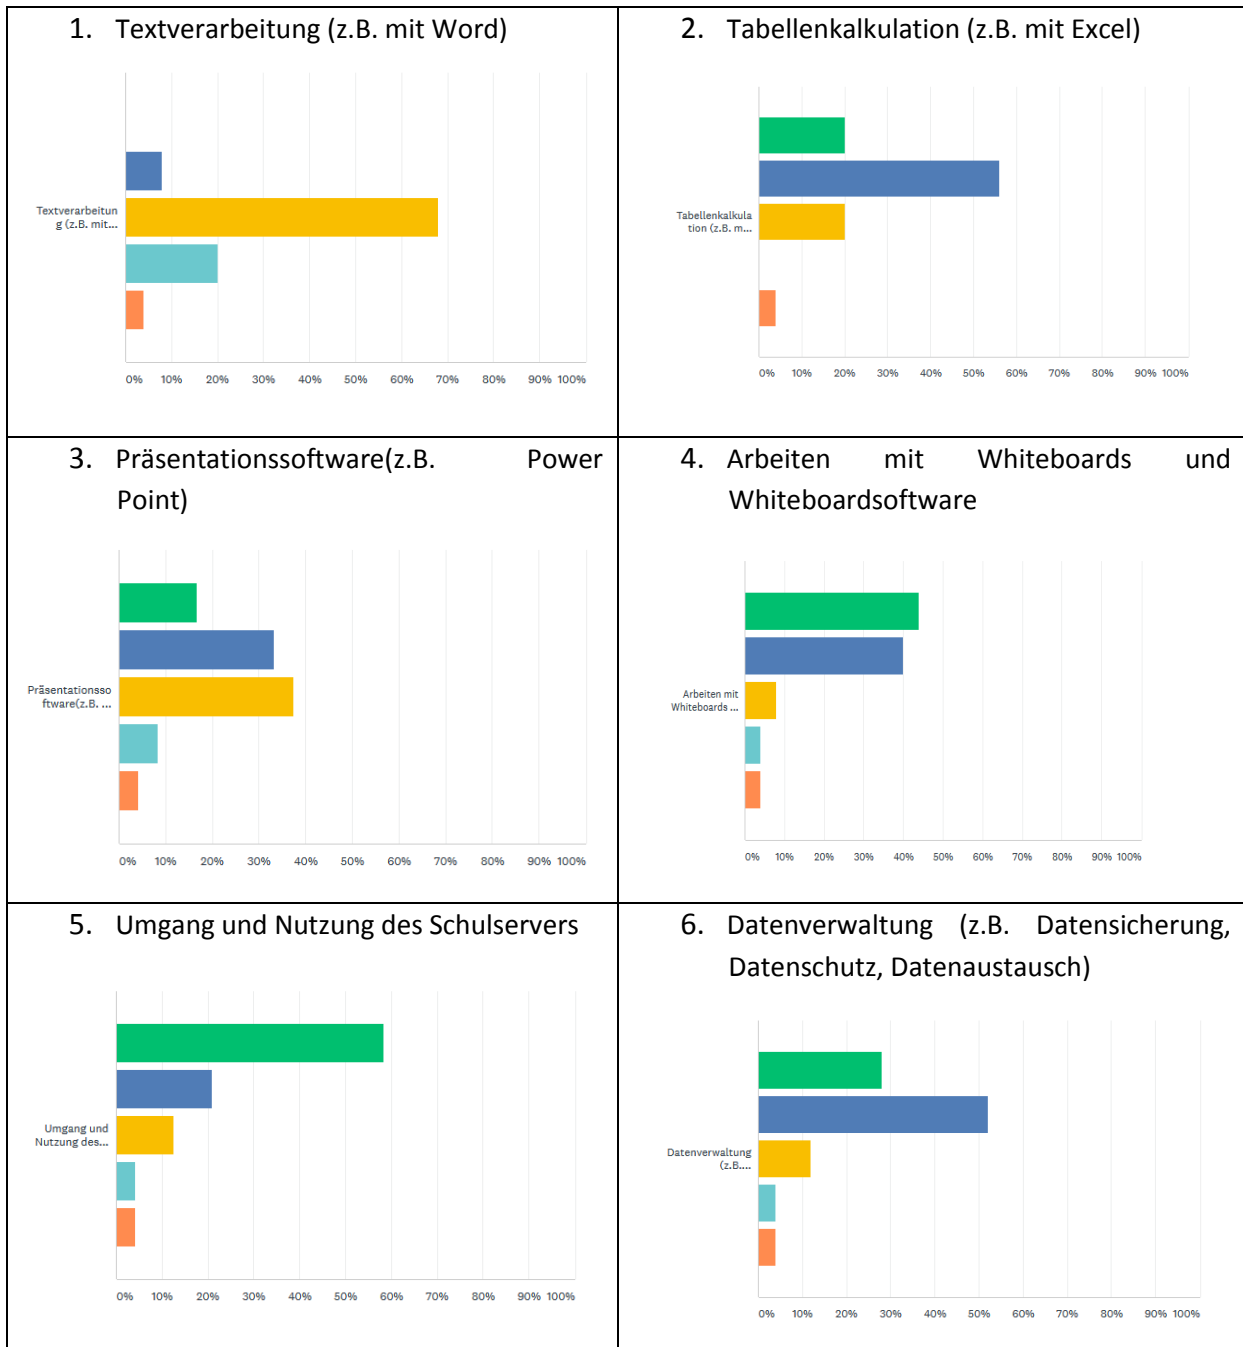 1. Textverarbeitung (z.B. mit Word)
Textverarbeitun
g (z.B. mit...
0% 10% 20% 30% 40% 50% 60% 70% 80% 90% 100%
2. Tabellenkalkulation (z.B. mit Excel)
Tabellenkalkula
tion (z.B. m...
0% 10% 20% 30% 40% 50% 60% 70% 80% 90% 100%
3. Präsentationssoftware(z.B. Power
Point)
Präsentationsso
ftware(z.B. ...
0% 10% 20% 30% 40% 50% 60% 70% 80% 90% 100%
4. Arbeiten mit Whiteboards und
Whiteboardsoftware
Arbeiten mit
Whiteboards ...
0% 10% 20% 30% 40% 50% 60% 70% 80% 90% 100%
5. Umgang und Nutzung des Schulservers
Umgang und
Nutzung des...
0% 10% 20% 30% 40% 50% 60% 70% 80% 90% 100%
6. Datenverwaltung (z.B. Datensicherung,
Datenschutz, Datenaustausch)
Datenverwaltung
(z.B....
0% 10% 20% 30% 40% 50% 60% 70% 80% 90% 100%